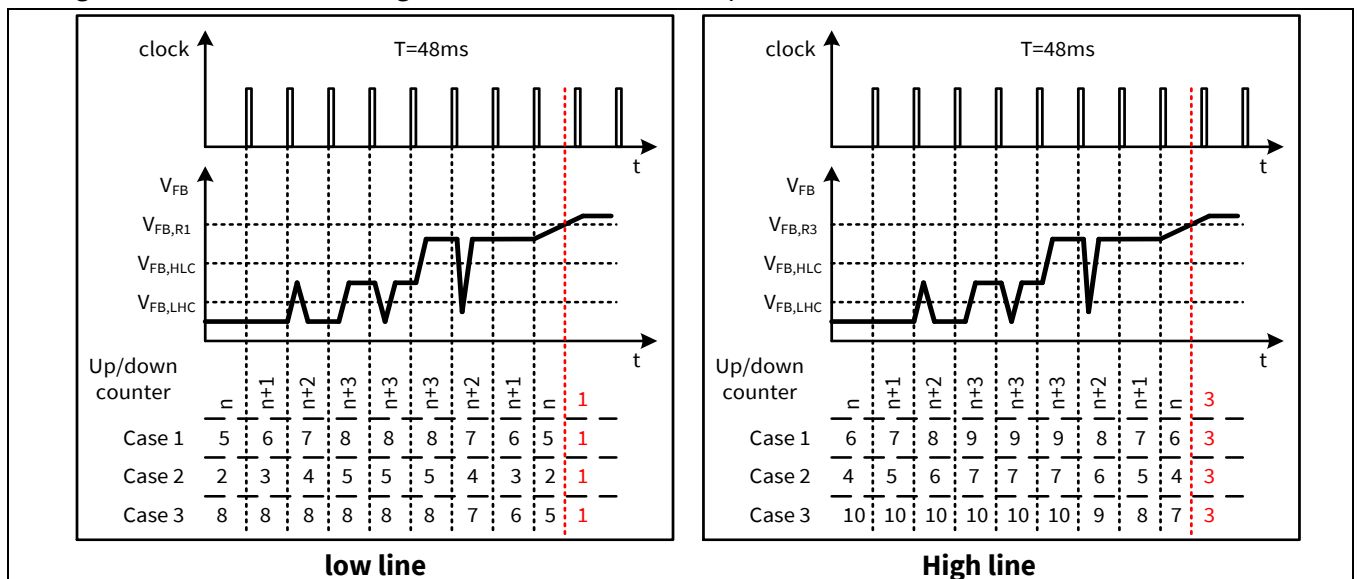 clock T=48ms
t
VFB
VFB,R1
VFB,HLC
VFB,LHC
t
Up/down
counter n n+1 n+2 n+3 n+3 n+3 n+2 n+1 n 1
Case 1 5 6 7 8 8 8 7 6 5 1
Case 2 2 3 4 5 5 5 4 3 2 1
Case 3 8 8 8 8 8 8 7 6 5 1
low line
clock T=48ms
t
VFB
VFB,R3
VFB,HLC
VFB,LHC
t
Up/down
counter n n+1 n+2 n+3 n+3 n+3 n+2 n+1 n 3
Case 1 6 7 8 9 9 9 8 7 6 3
Case 2 4 5 6 7 7 7 6 5 4 3
Case 3 10 10 10 10 10 10 9 8 7 3
High line